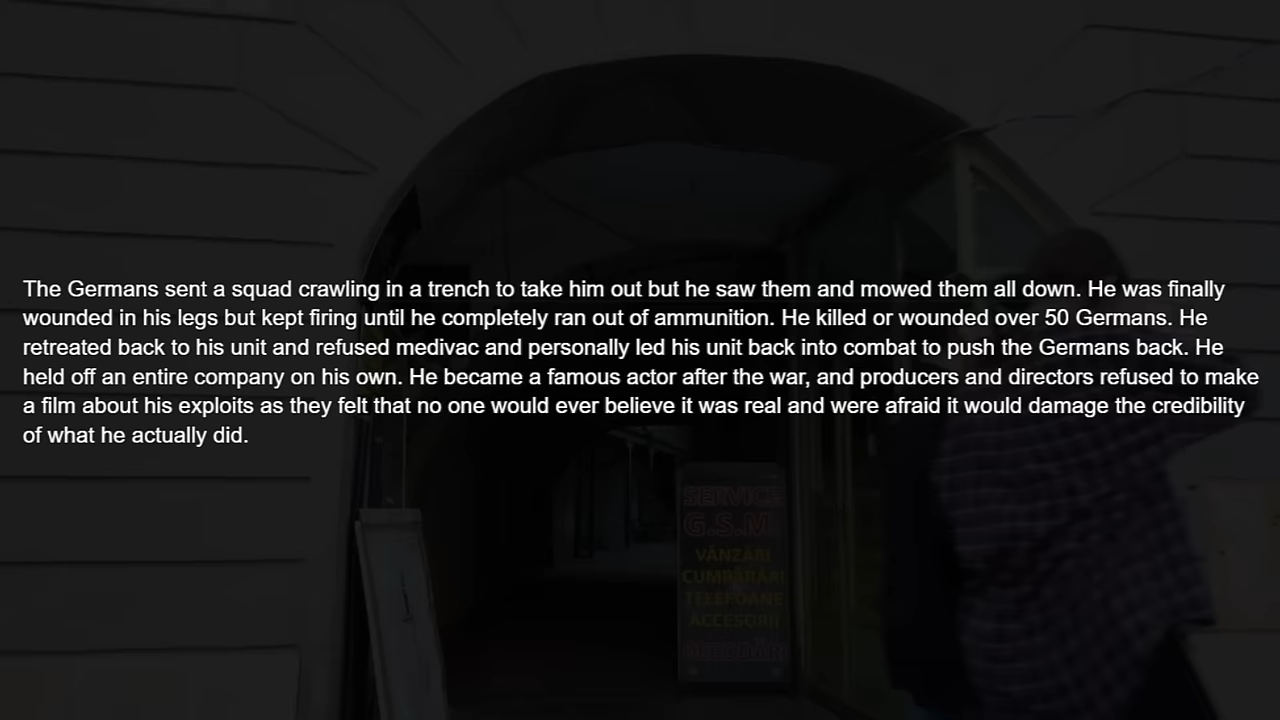 The Germans sent a squad crawling in a trench to take him out but he saw them and mowed them all down. He was finally
wounded in his legs but kept firing until he completely ran out of ammunition. He killed or wounded over 50 Germans. He
retreated back to his unit and refused medivac and personally led his unit back into combat to push the Germans back. He
held off an entire company on his own. He became a famous actor after the war, and producers and directors refused to make
a film about his exploits as they felt that no one would ever believe it was real and were afraid it would damage the credibility
of what he actually did.
SERVICE
G.S.M
VÂNZĂRI
CUMPĂRĂRI
TELEFOANE
ACCESORII